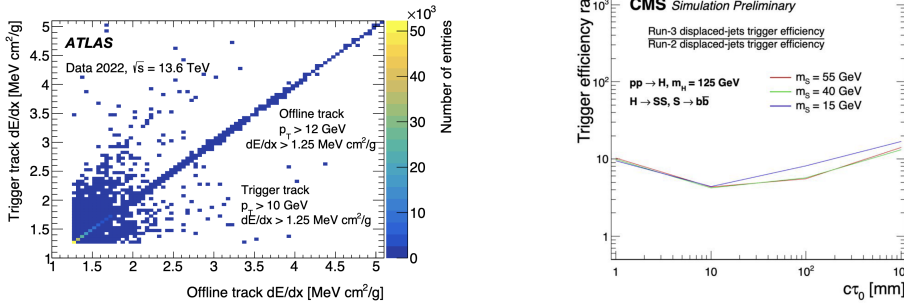 ATLAS
Data 2022, √s = 13.6 TeV
Offline track
p_T > 12 GeV
dE/dx > 1.25 MeV cm²/g
Trigger track
p_T > 10 GeV
dE/dx > 1.25 MeV cm²/g
Trigger track dE/dx [MeV cm²/g]
5
4.5
4
3.5
3
2.5
2
1.5
1
1 1.5 2 2.5 3 3.5 4 4.5 5
Offline track dE/dx [MeV cm²/g]
×10³
50
40
30
20
10
0
Number of entries
CMS Simulation Preliminary
Run-3 displaced-jets trigger efficiency
Run-2 displaced-jets trigger efficiency
pp → H, m_H = 125 GeV
H → SS, S → bb̅
m_S = 55 GeV
m_S = 40 GeV
m_S = 15 GeV
Trigger efficiency
10³
10²
10
1
1 10 10²
cτ₀ [mm]